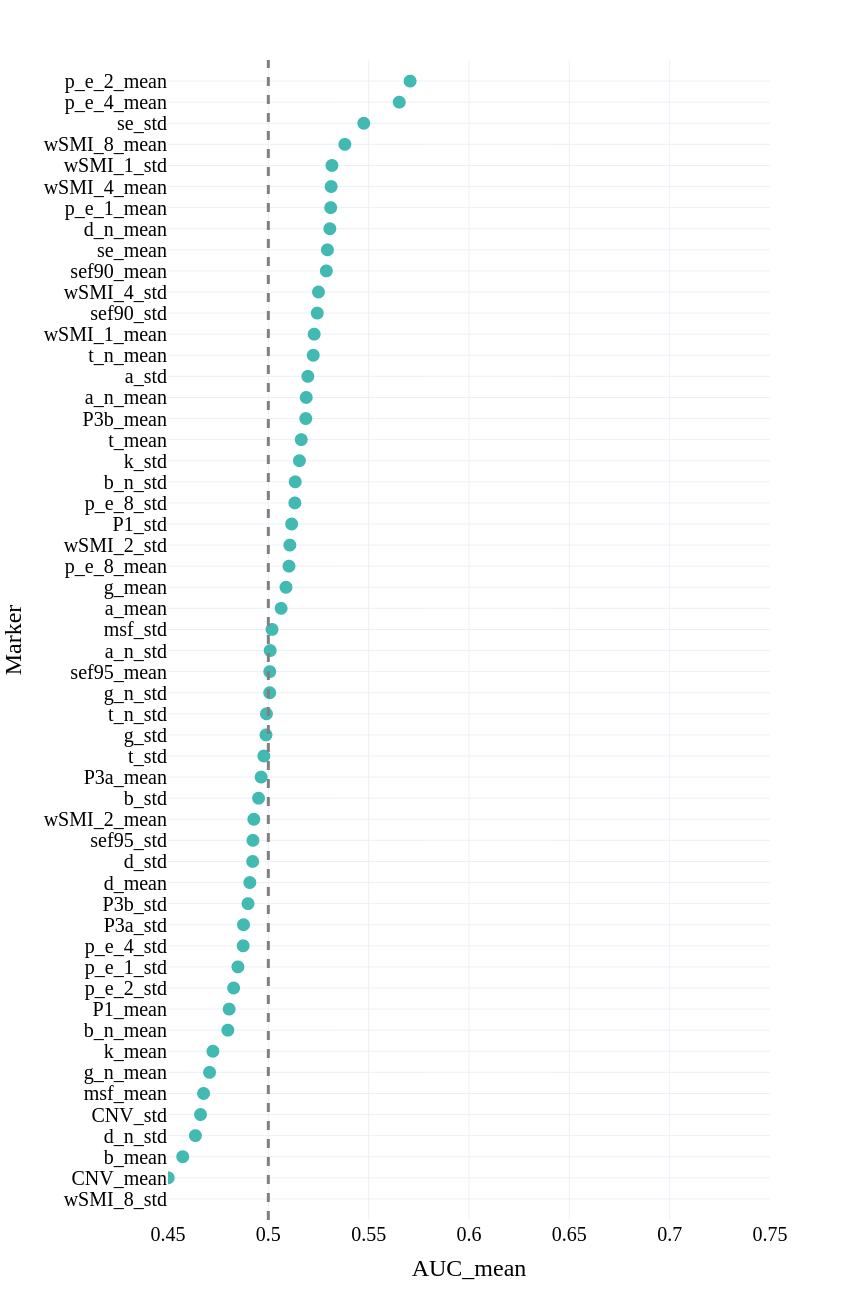 p_e_2_mean
p_e_4_mean
se_std
wSMI_8_mean
wSMI_1_std
wSMI_4_mean
p_e_1_mean
d_n_mean
se_mean
sef90_mean
wSMI_4_std
sef90_std
wSMI_1_mean
t_n_mean
a_std
a_n_mean
P3b_mean
t_mean
k_std
b_n_std
p_e_8_std
P1_std
wSMI_2_std
p_e_8_mean
g_mean
a_mean
msf_std
a_n_std
sef95_mean
g_n_std
t_n_std
g_std
t_std
P3a_mean
b_std
wSMI_2_mean
sef95_std
d_std
d_mean
P3b_std
P3a_std
p_e_4_std
p_e_1_std
p_e_2_std
P1_mean
b_n_mean
k_mean
g_n_mean
msf_mean
CNV_std
d_n_std
b_mean
CNV_mean
wSMI_8_std
Marker
0.45 0.5 0.55 0.6 0.65 0.7 0.75
AUC_mean